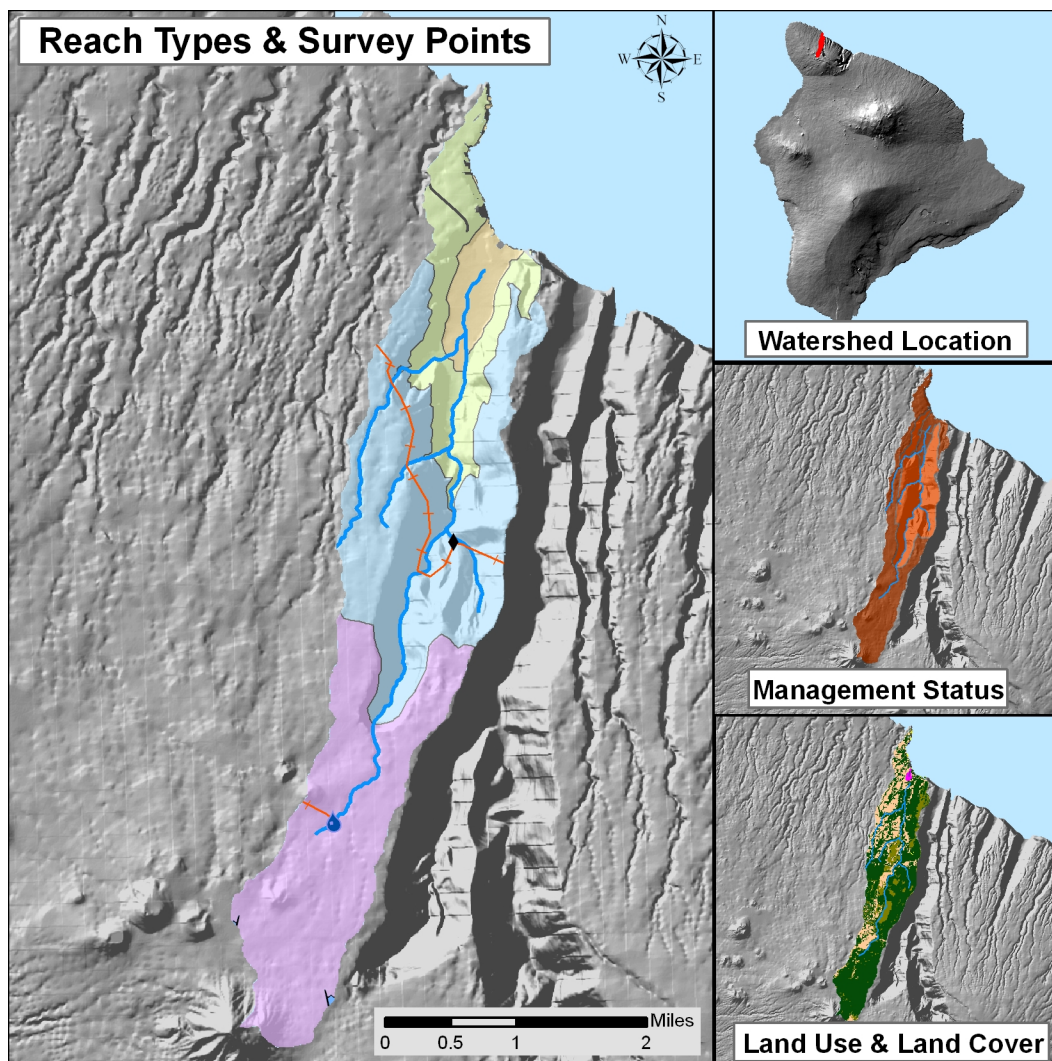 Reach Types & Survey Points
N
W E
S
Watershed Location
Management Status
Land Use & Land Cover
Miles
0 0.5 1 2